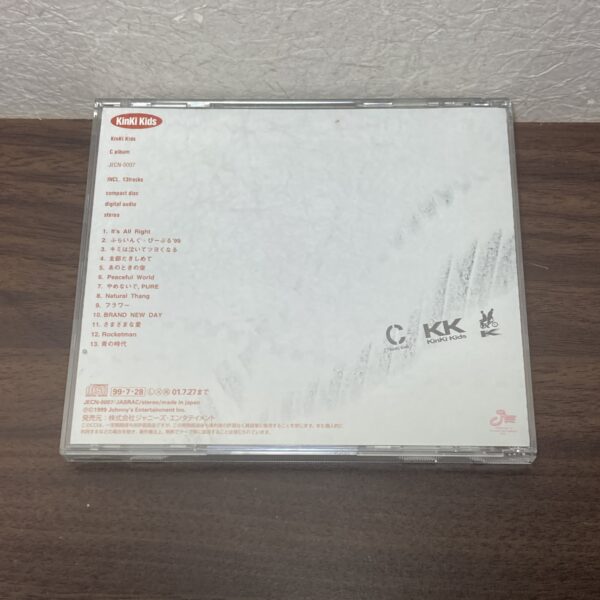 KinKi Kids
KinKi Kids
C album
JECN-0007
INCL. 13tracks
compact disc
digital audio
stereo
1. It's All Right
2. ふらいんぐ・ぴーぷる'99
3. キミは泣いてツヨくなる
4. 全部だきしめて
5. あのときの空
6. Peaceful World
7. やめないで, PURE
8. Natural Thang
9. フラワー
10. BRAND NEW DAY
11. さまざまな愛
12. Rocketman
13. 青の時代
C
KK
KinKi Kids
K
99・7・28 01.7.27まで
JECN-0007/JASRAC/stereo/made in Japan
Ⓟ©1999 Johnny's Entertainment Inc.
発売元:株式会社ジャニーズ・エンタテイメント